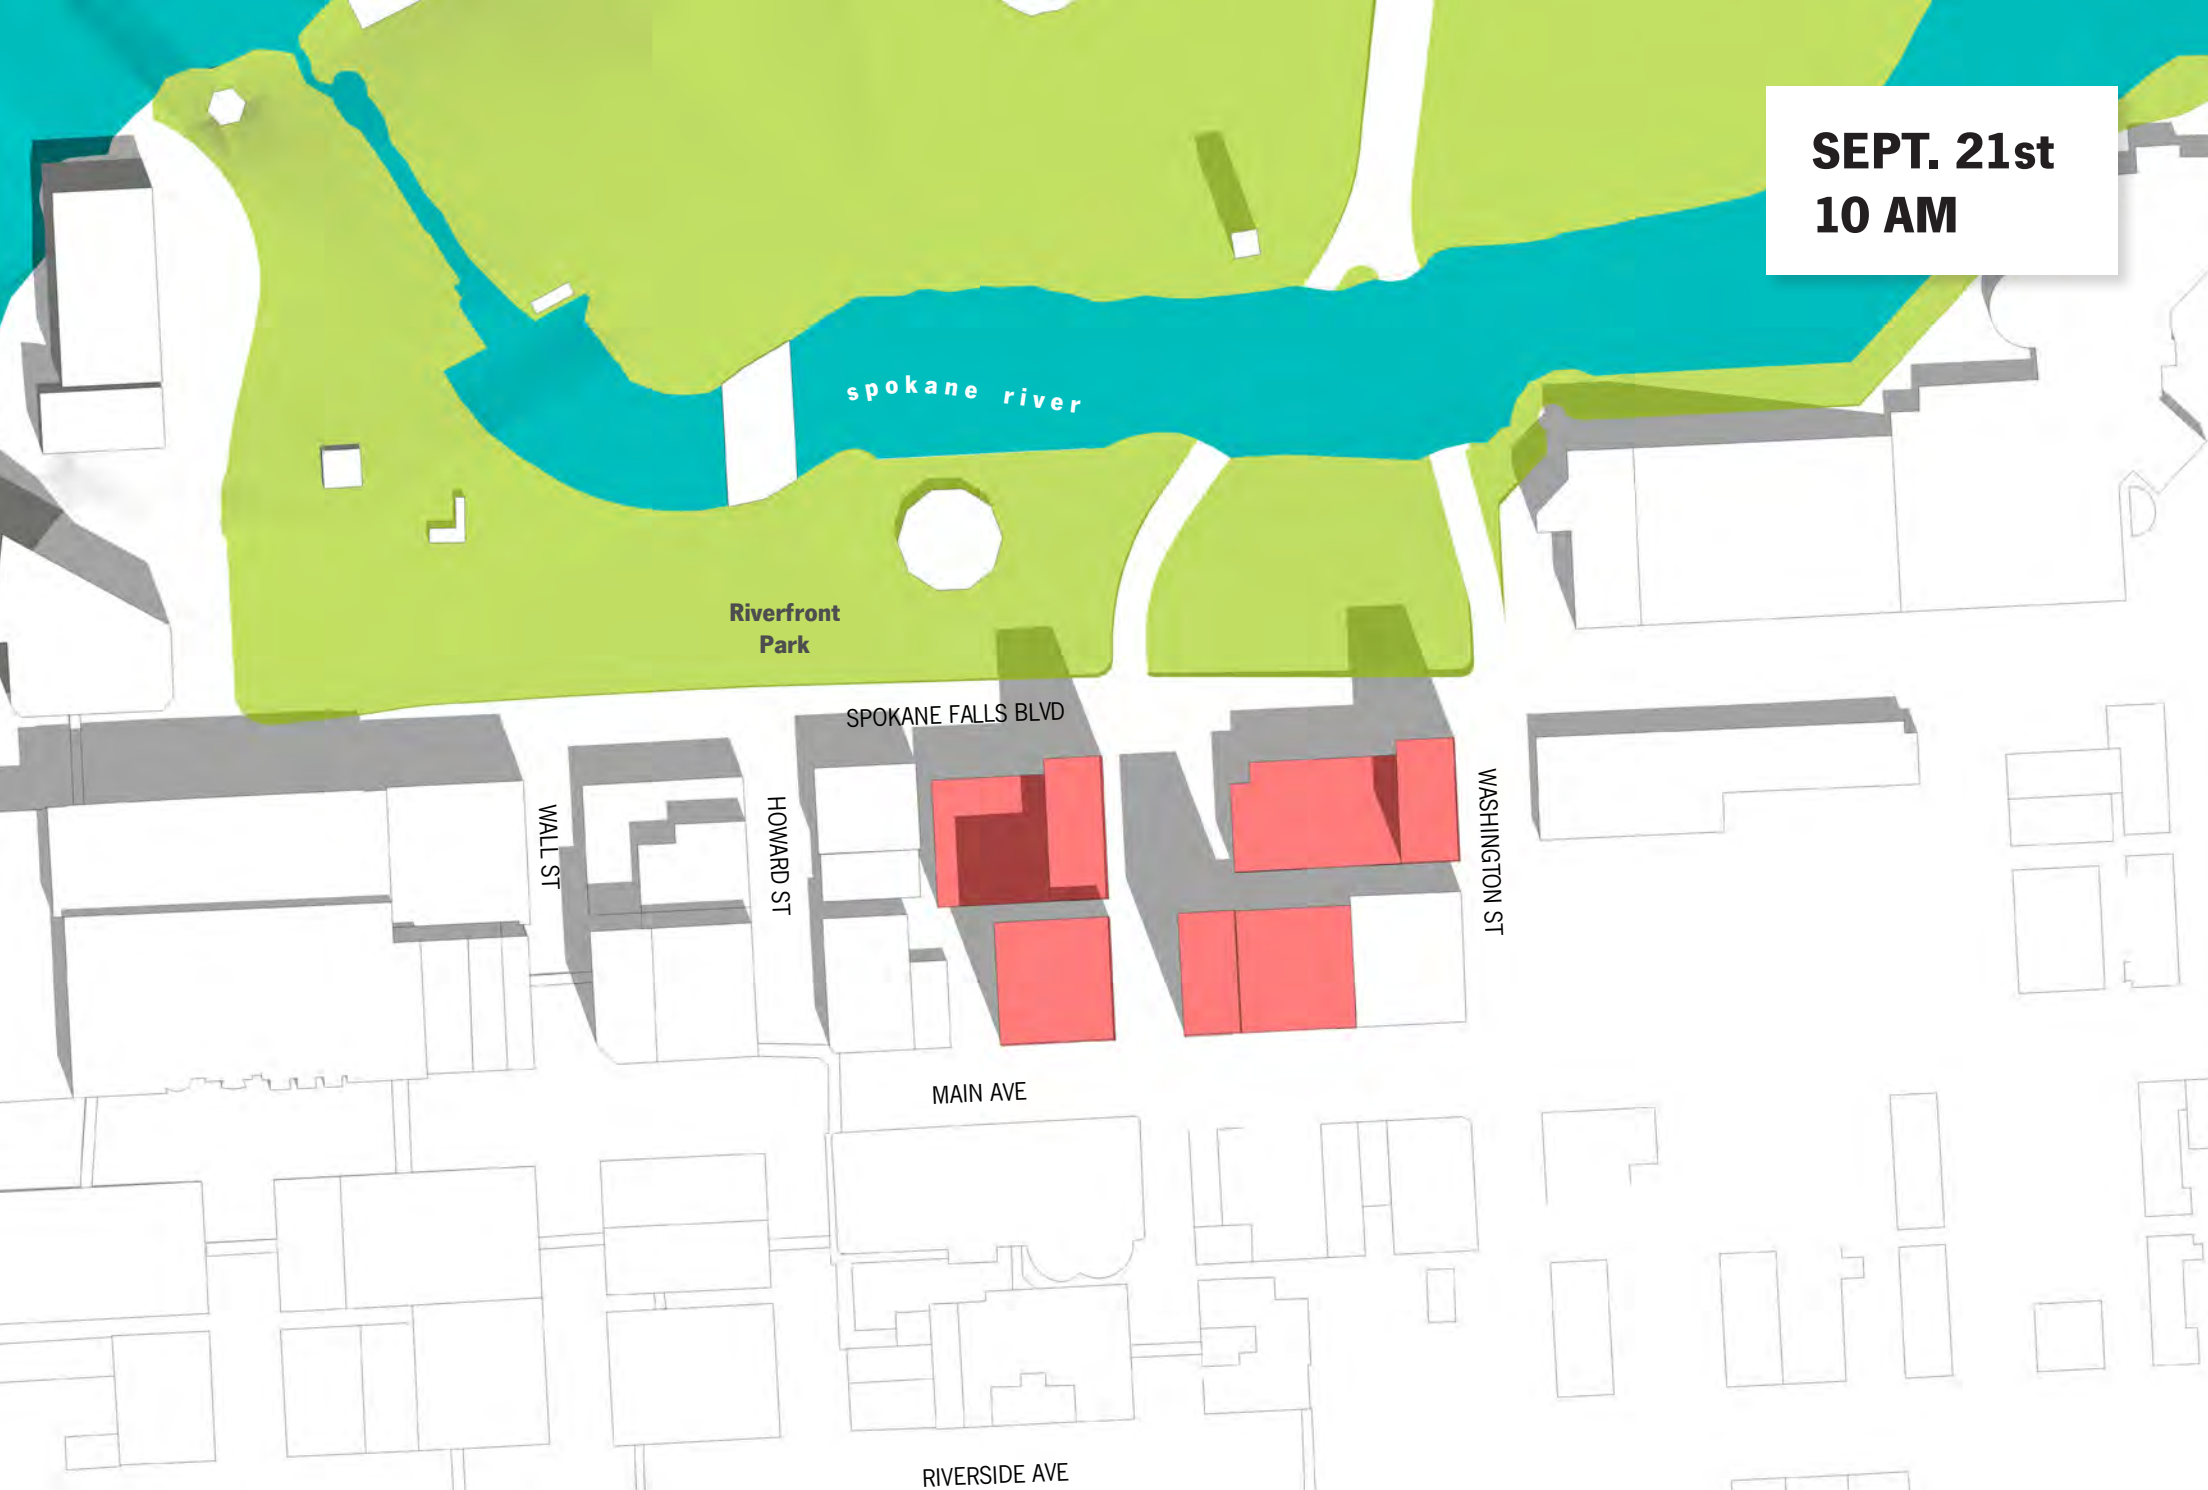 SEPT. 21st
10 AM
spokane river
Riverfront
Park
SPOKANE FALLS BLVD
WALL ST
HOWARD ST
WASHINGTON ST
MAIN AVE
RIVERSIDE AVE